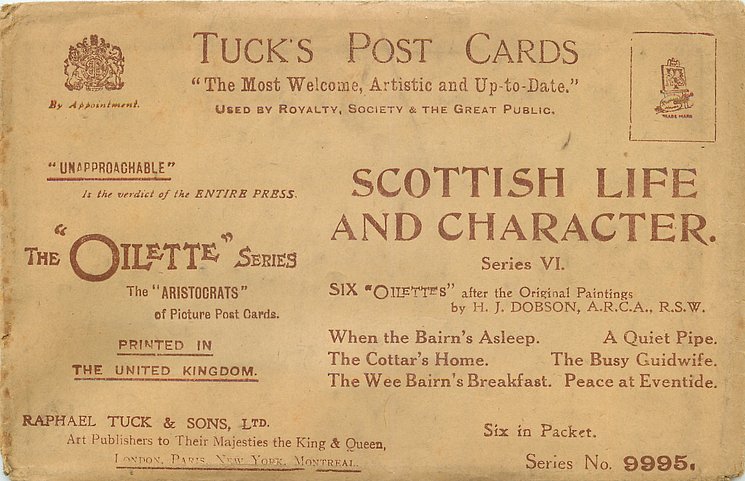 TUCK'S POST CARDS
"The Most Welcome, Artistic and Up-to-Date."
USED BY ROYALTY, SOCIETY & THE GREAT PUBLIC.
By Appointment.
TRADE MARK
"UNAPPROACHABLE"
Is the verdict of the ENTIRE PRESS.
THE "OILETTE" SERIES
The "ARISTOCRATS"
of Picture Post Cards.
PRINTED IN
THE UNITED KINGDOM.
RAPHAEL TUCK & SONS, LTD.
Art Publishers to Their Majesties the King & Queen,
LONDON, PARIS, NEW YORK, MONTREAL.
SCOTTISH LIFE
AND CHARACTER.
Series VI.
SIX "OILETTES" after the Original Paintings
by H. J. DOBSON, A.R.C.A., R.S.W.
When the Bairn's Asleep. A Quiet Pipe.
The Cottar's Home. The Busy Guidwife.
The Wee Bairn's Breakfast. Peace at Eventide.
Six in Packet.
Series No. 9995.